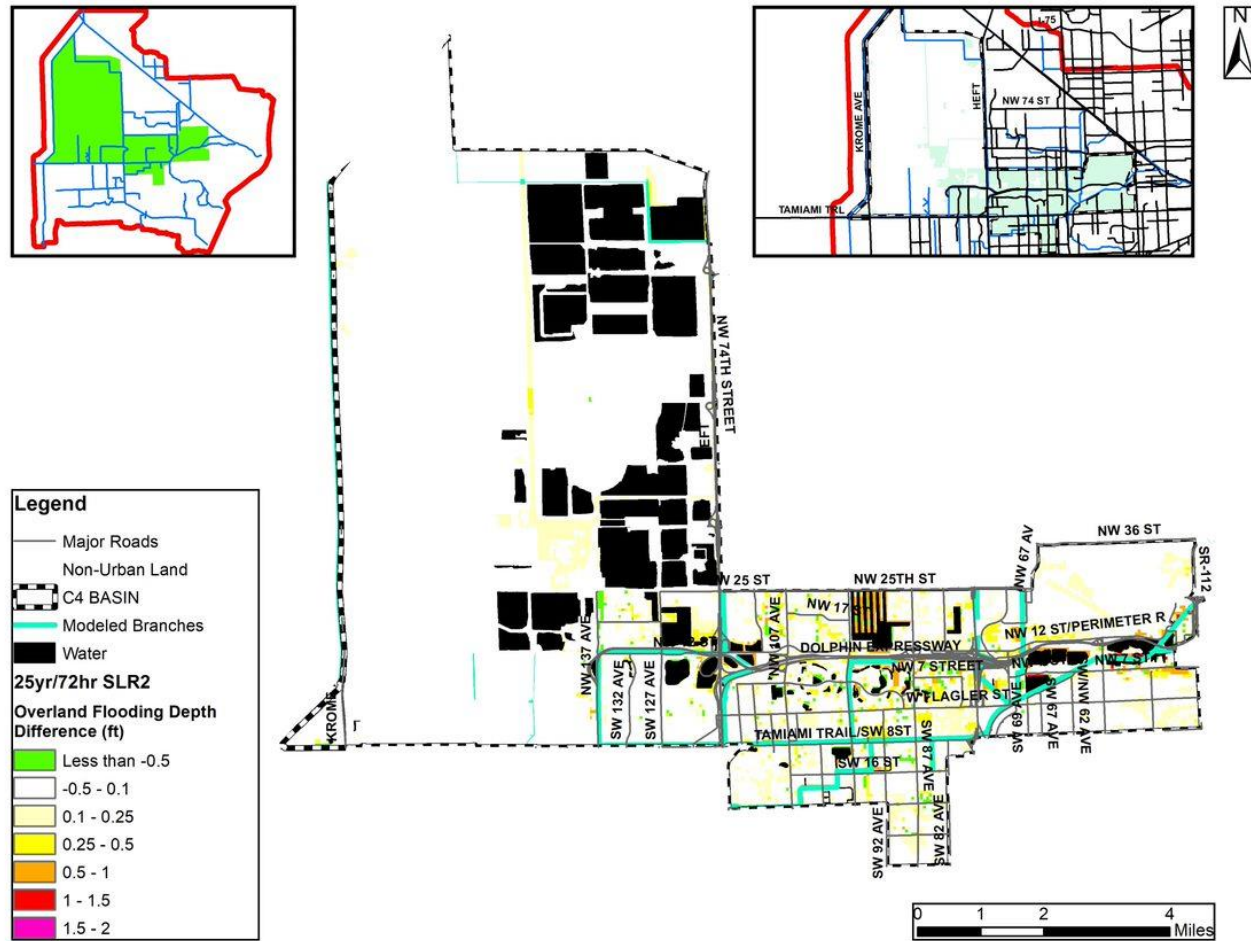 N
I-75
KROME AVE
HEFT
NW 74 ST
TAMIAMI TRL
NW 74TH STREET
Legend
Major Roads
Non-Urban Land
C4 BASIN
Modeled Branches
Water
25yr/72hr SLR2
Overland Flooding Depth
Difference (ft)
Less than -0.5
-0.5 - 0.1
0.1 - 0.25
0.25 - 0.5
0.5 - 1
1 - 1.5
1.5 - 2
KROME
NW 36 ST
NW 67 AV
SR-112
25 ST
NW 25TH ST
NW 17 ST
NW 12 ST/PERIMETER R
NW 137 AVE
NW 107 AVE
DOLPHIN EXPRESSWAY
NW 7 STREET
NW 7 ST
SW 132 AVE
SW 127 AVE
W FLAGLER ST
SW 69 AVE
SW 67 AVE
SW/NW 62 AVE
TAMIAMI TRAIL/SW 8ST
SW 16 ST
SW 87 AVE
SW 92 AVE
SW 82 AVE
0 1 2 4
Miles